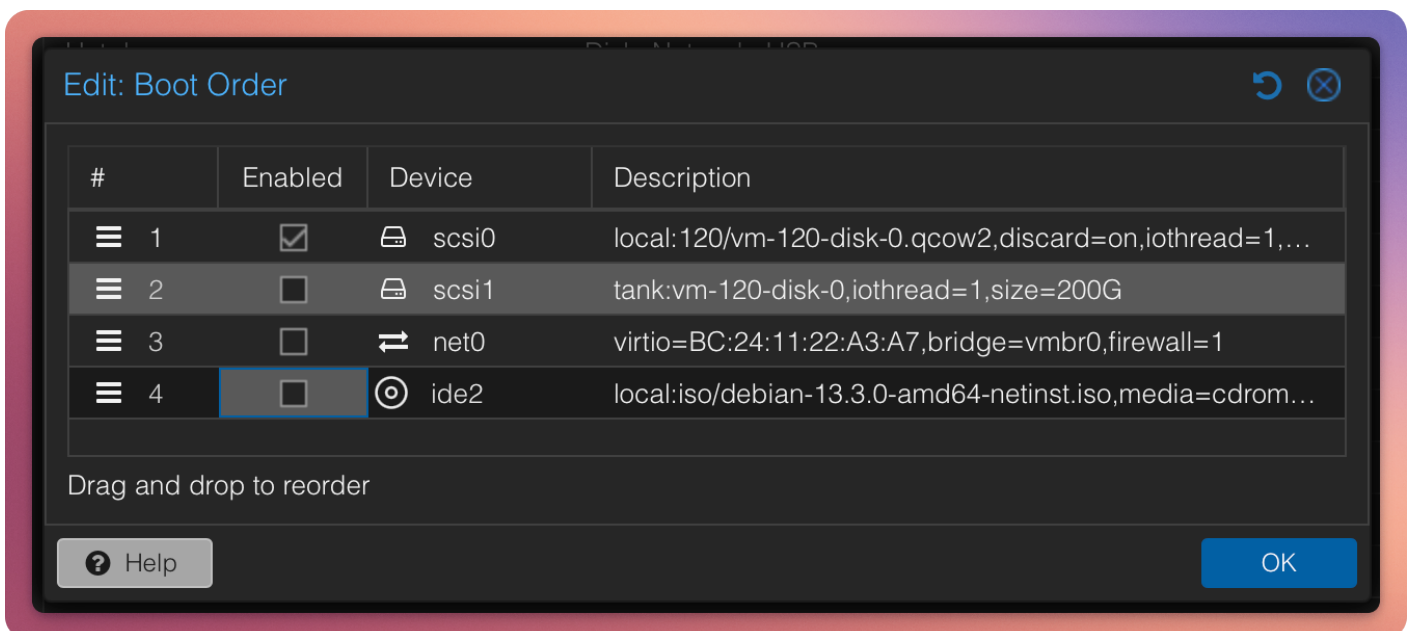 Edit: Boot Order
# Enabled Device Description
1 scsi0 local:120/vm-120-disk-0.qcow2,discard=on,iothread=1,...
2 scsi1 tank:vm-120-disk-0,iothread=1,size=200G
3 net0 virtio=BC:24:11:22:A3:A7,bridge=vmbr0,firewall=1
4 ide2 local:iso/debian-13.3.0-amd64-netinst.iso,media=cdrom...
Drag and drop to reorder
Help OK